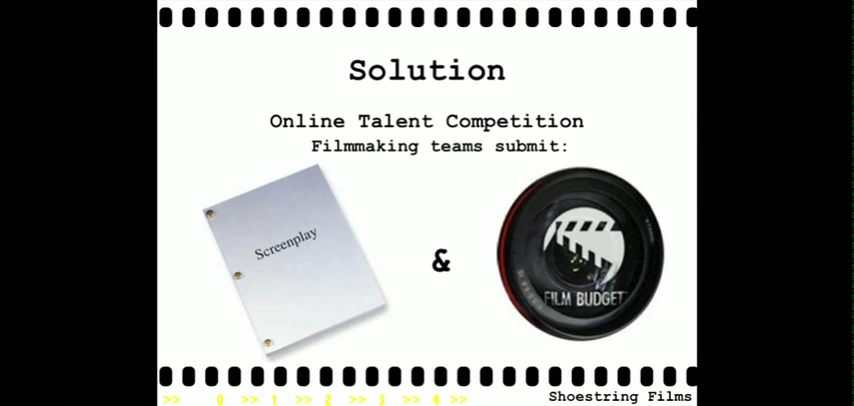 Solution
Online Talent Competition
Filmmaking teams submit:
Screenplay
&
FILM BUDGET
>> 0 >> 1 >> 2 >> 3 >> 4 >>
Shoestring Films